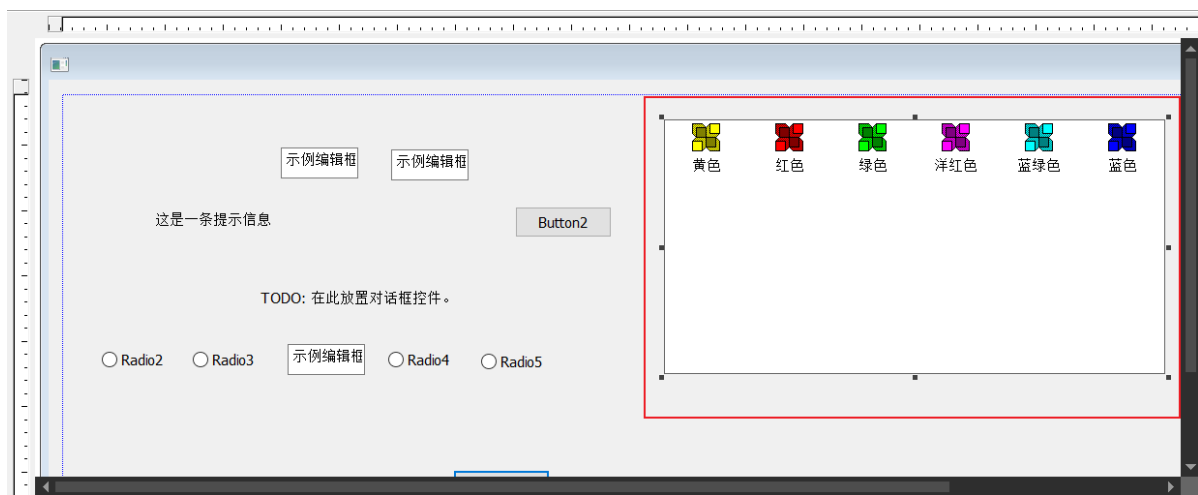 黄色 红色 绿色 洋红色 蓝绿色 蓝色
示例编辑框 示例编辑框
这是一条提示信息 Button2
TODO: 在此放置对话框控件。
Radio2 Radio3 示例编辑框 Radio4 Radio5